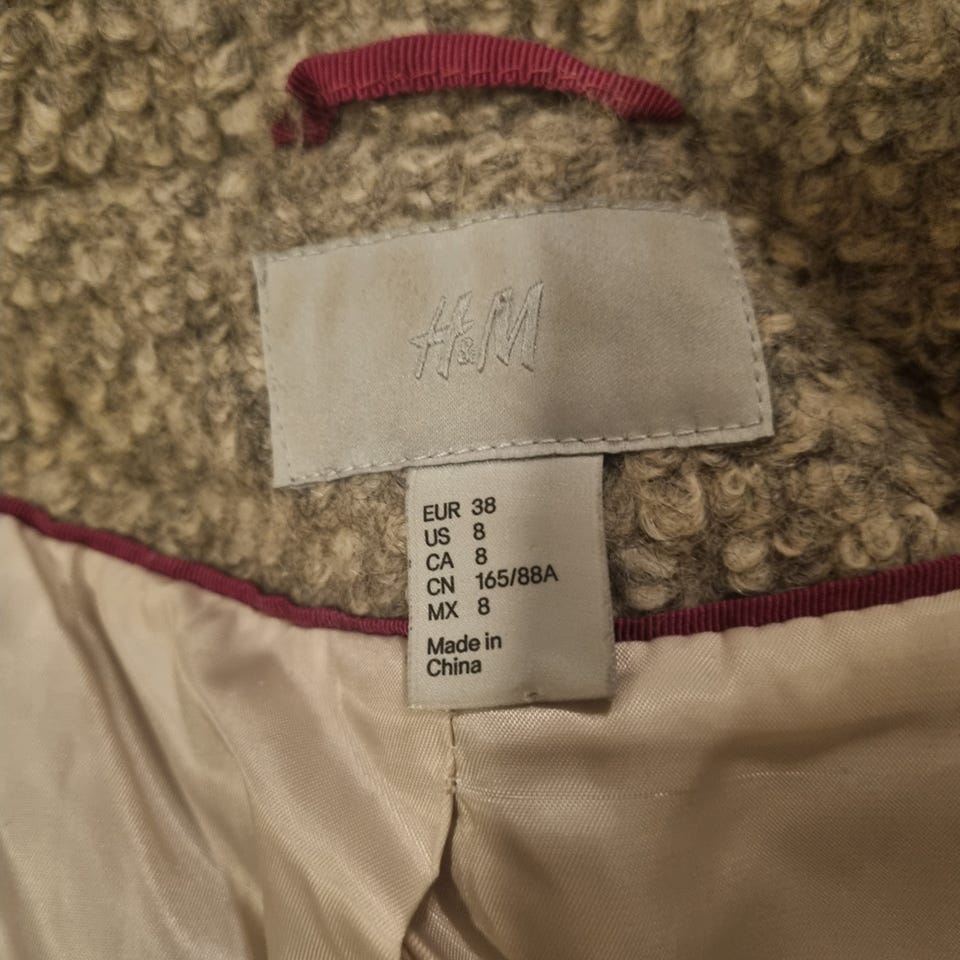 H&M
EUR 38
US 8
CA 8
CN 165/88A
MX 8
Made in
China